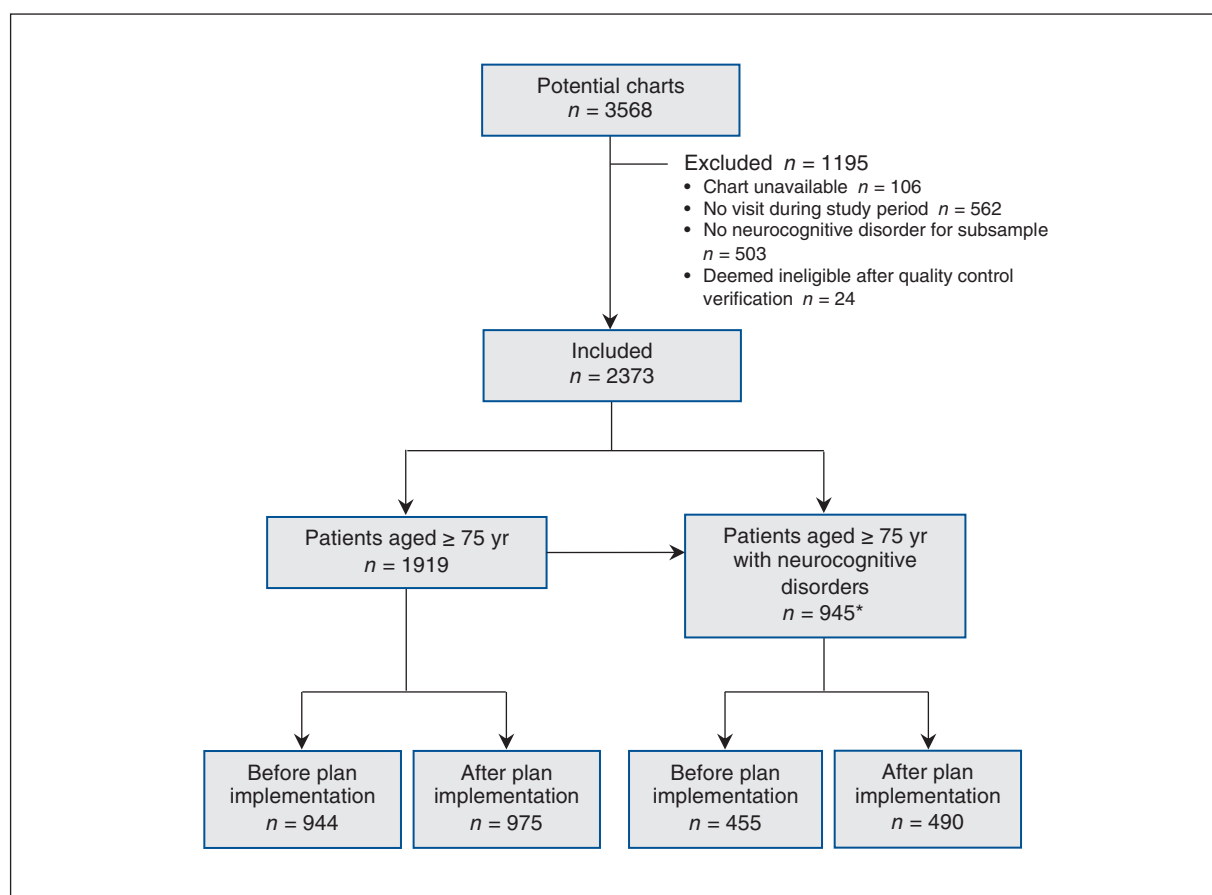 Potential charts
n = 3568
Excluded n = 1195
• Chart unavailable n = 106
• No visit during study period n = 562
• No neurocognitive disorder for subsample
n = 503
• Deemed ineligible after quality control
verification n = 24
Included
n = 2373
Patients aged ≥ 75 yr
n = 1919
Patients aged ≥ 75 yr
with neurocognitive
disorders
n = 945*
Before plan
implementation
n = 944
After plan
implementation
n = 975
Before plan
implementation
n = 455
After plan
implementation
n = 490